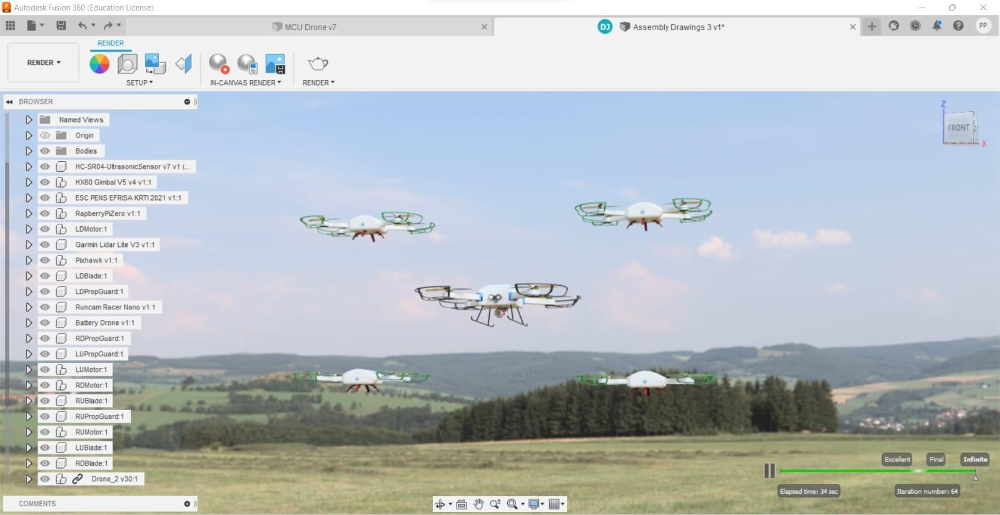 Autodesk Fusion 360 (Education License)
MCU Drone v7
DJ
Assembly Drawings 3 v1*
PP
RENDER
RENDER
SETUP
IN-CANVAS RENDER
RENDER
BROWSER
Named Views
Origin
Bodies
HC-SR04-UltrasonicSensor v7 v1 (...
HX60 Gimbal V5 v4 v1:1
ESC PENS EFRISA KRTI 2021 v1:1
RapberryPiZero v1:1
LDMotor:1
Garmin Lidar Lite V3 v1:1
Pixhawk v1:1
LDBlade:1
LDPropGuard:1
Runcam Racer Nano v1:1
Battery Drone v1:1
RDPropGuard:1
LUPropGuard:1
LUMotor:1
RDMotor:1
RUBlade:1
RUPropGuard:1
RUMotor:1
LUBlade:1
RDBlade:1
Drone_2 v30:1
Z
FRONT
X
Excellent
Final
Infinite
Elapsed time: 34 sec
Iteration number: 64
COMMENTS